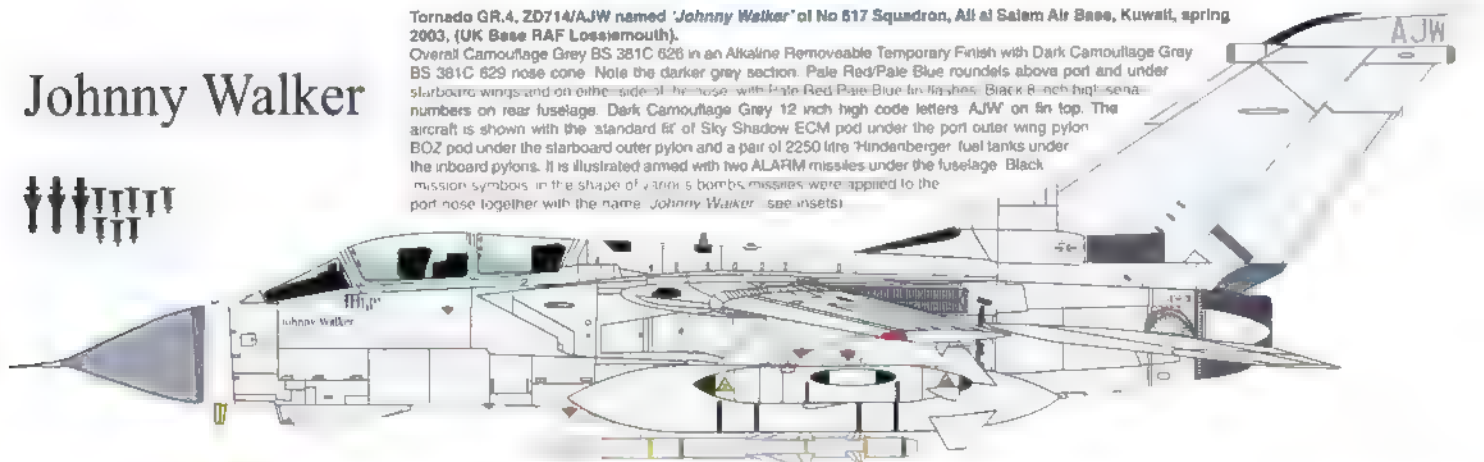 Tornado GR.4, ZD714/AJW named 'Johnny Walker' of No 617 Squadron, Ali al Salem Air Base, Kuwait, spring
2003, (UK Base RAF Lossiemouth).
Overall Camouflage Grey BS 381C 626 in an Alkaline Removeable Temporary Finish with Dark Camouflage Grey
BS 381C 629 nose cone. Note the darker grey section. Pale Red/Pale Blue roundels above port and under
starboard wings and on either side of the nose, with Pale Red Pale Blue fin flashes. Black 8 inch high serial
numbers on rear fuselage. Dark Camouflage Grey 12 inch high code letters 'AJW' on fin top. The
aircraft is shown with the 'standard fit' of Sky Shadow ECM pod under the port outer wing pylon
BOZ pod under the starboard outer pylon and a pair of 2250 litre 'Hindenberger' fuel tanks under
the inboard pylons. It is illustrated armed with two ALARM missiles under the fuselage. Black
mission symbols in the shape of various bombs missiles were applied to the
port nose together with the name 'Johnny Walker' see insets)
Johnny Walker
AJW
Johnny Walker